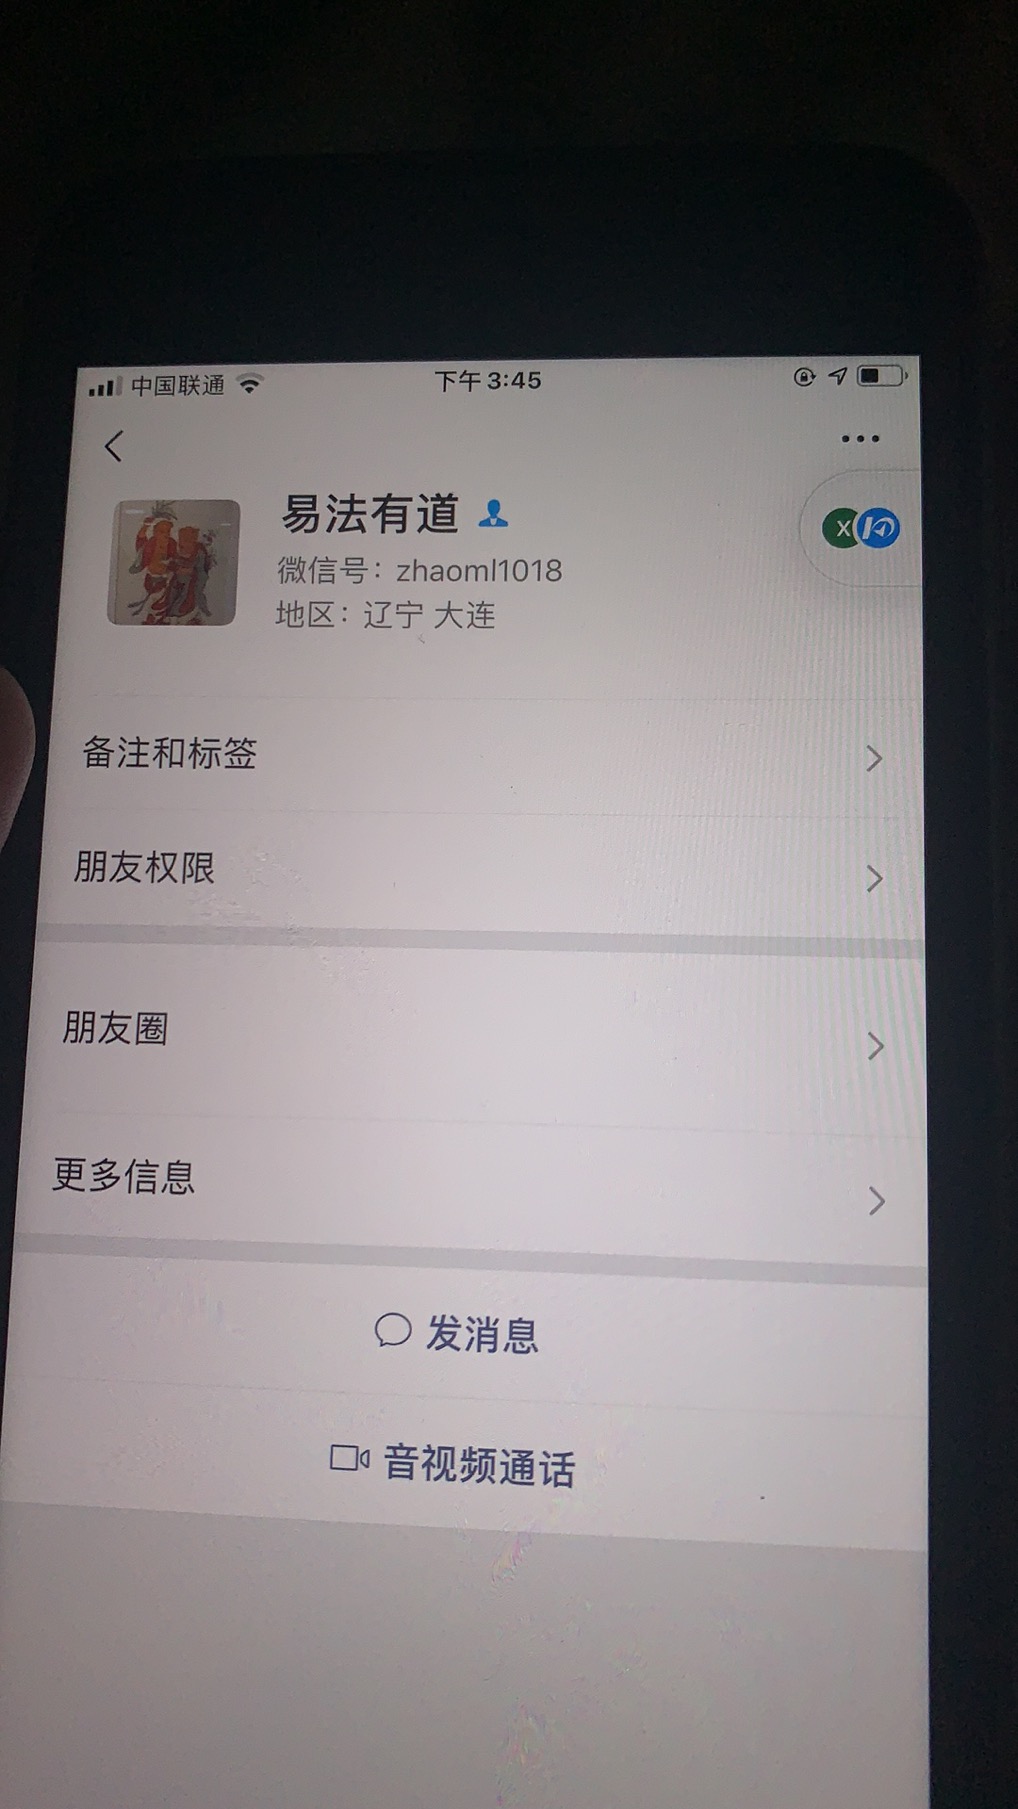 中国联通
下午3:45
易法有道
微信号：zhaoml1018
地区：辽宁 大连
X
备注和标签
朋友权限
朋友圈
更多信息
发消息
音视频通话